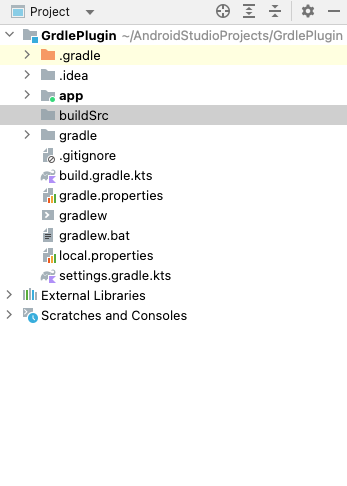 Project
GrdlePlugin ~/AndroidStudioProjects/GrdlePlugin
.gradle
.idea
app
buildSrc
gradle
.gitignore
build.gradle.kts
gradle.properties
gradlew
gradlew.bat
local.properties
settings.gradle.kts
External Libraries
Scratches and Consoles